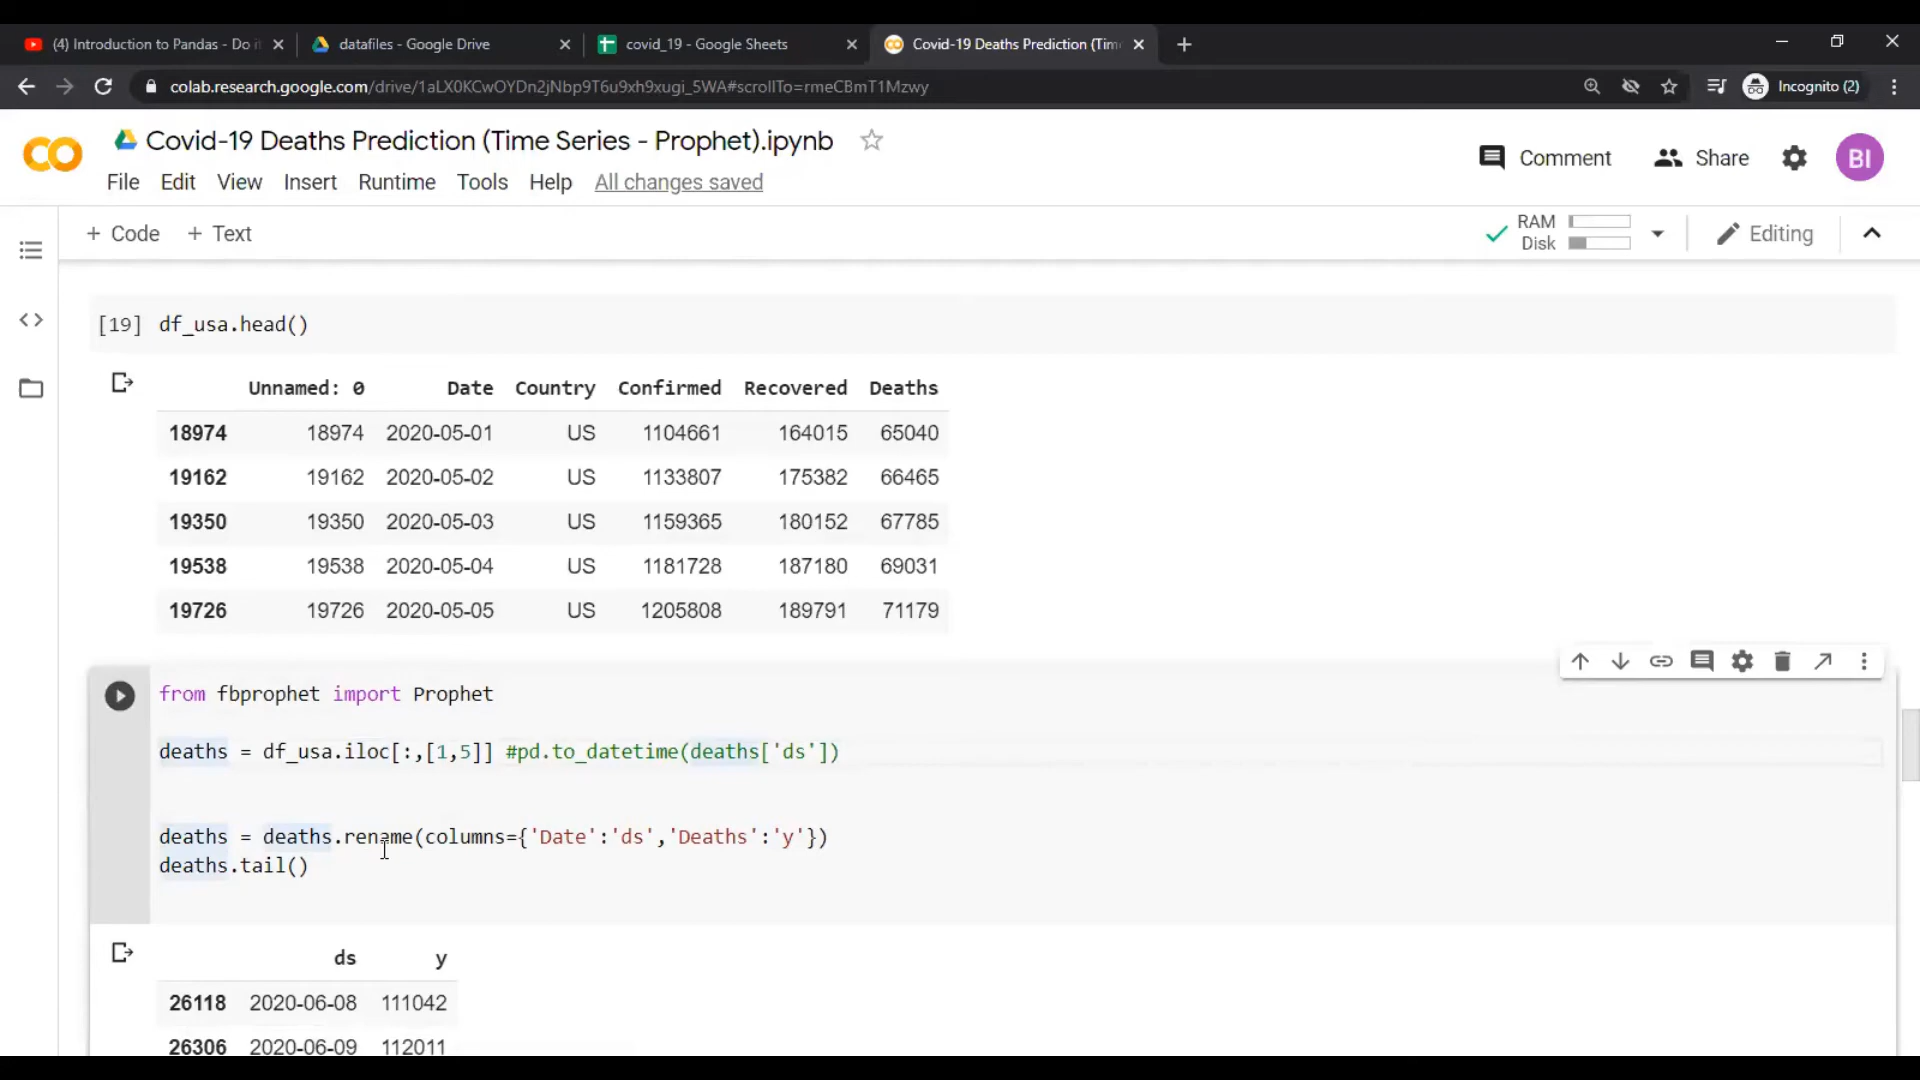 (4) Introduction to Pandas - Do it
datafiles - Google Drive
covid_19 - Google Sheets
Covid-19 Deaths Prediction (Tim
colab.research.google.com/drive/1aLX0KCwOYDn2jNbp9T6u9xh9xugi_5WA#scrollTo=rmeCBmT1Mzwy
Incognito (2)
CO
Covid-19 Deaths Prediction (Time Series - Prophet).ipynb
Comment
Share
BI
File Edit View Insert Runtime Tools Help All changes saved
+ Code + Text
RAM
Disk
Editing
[19] df_usa.head()
Unnamed: 0 Date Country Confirmed Recovered Deaths
18974 18974 2020-05-01 US 1104661 164015 65040
19162 19162 2020-05-02 US 1133807 175382 66465
19350 19350 2020-05-03 US 1159365 180152 67785
19538 19538 2020-05-04 US 1181728 187180 69031
19726 19726 2020-05-05 US 1205808 189791 71179
from fbprophet import Prophet
deaths = df_usa.iloc[:,[1,5]] #pd.to_datetime(deaths['ds'])
deaths = deaths.rename(columns={'Date':'ds','Deaths':'y'})
deaths.tail()
ds y
26118 2020-06-08 111042
26306 2020-06-09 112011